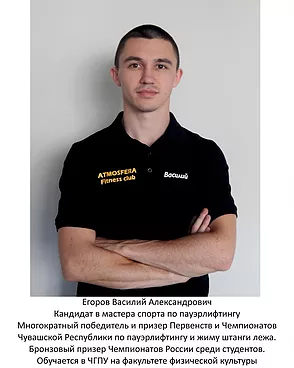 ATMOSFERA
Fitness club
Василий
Егоров Василий Александрович
Кандидат в мастера спорта по пауэрлифтингу
Многократный победитель и призер Первенств и Чемпионатов
Чувашской Республики по пауэрлифтингу и жиму штанги лежа.
Бронзовый призер Чемпионатов России среди студентов.
Обучается в ЧГПУ на факультете физической культуры